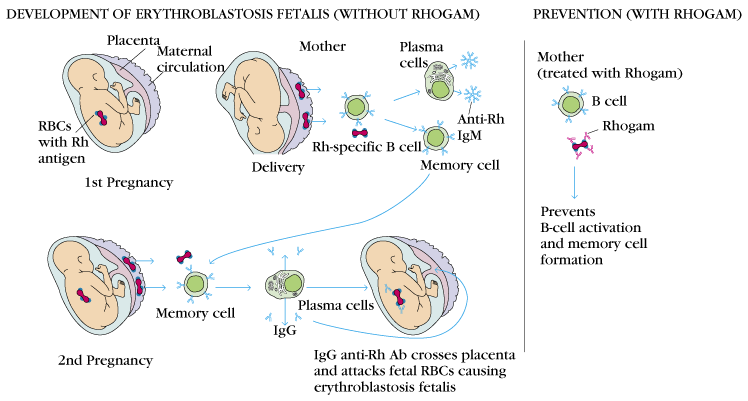 DEVELOPMENT OF ERYTHROBLASTOSIS FETALIS (WITHOUT RHOGAM)
Placenta
Maternal
circulation
RBCs
with Rh
antigen
1st Pregnancy
Mother
Delivery
Rh-specific B cell
Plasma
cells
Anti-Rh
IgM
Memory cell
2nd Pregnancy
Memory cell
Plasma cells
IgG
IgG anti-Rh Ab crosses placenta
and attacks fetal RBCs causing
erythroblastosis fetalis
PREVENTION (WITH RHOGAM)
Mother
(treated with Rhogam)
B cell
Rhogam
Prevents
B-cell activation
and memory cell
formation